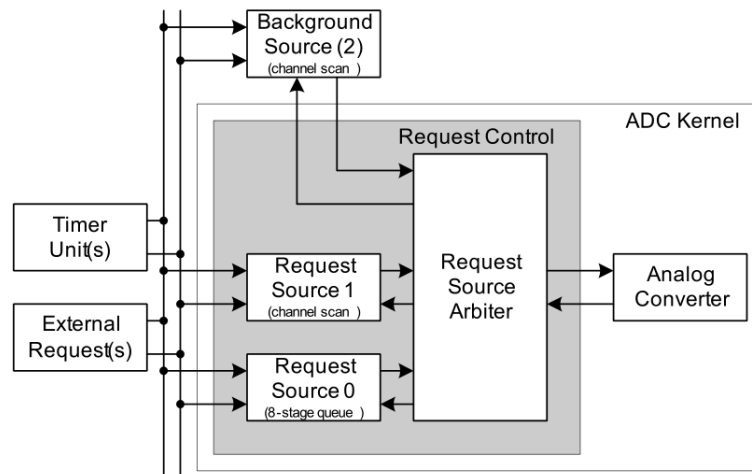 Background
Source (2)
(channel scan )
ADC Kernel
Request Control
Timer
Unit(s)
Request
Source 1
(channel scan )
Request
Source
Arbiter
Analog
Converter
External
Request(s)
Request
Source 0
(8-stage queue )